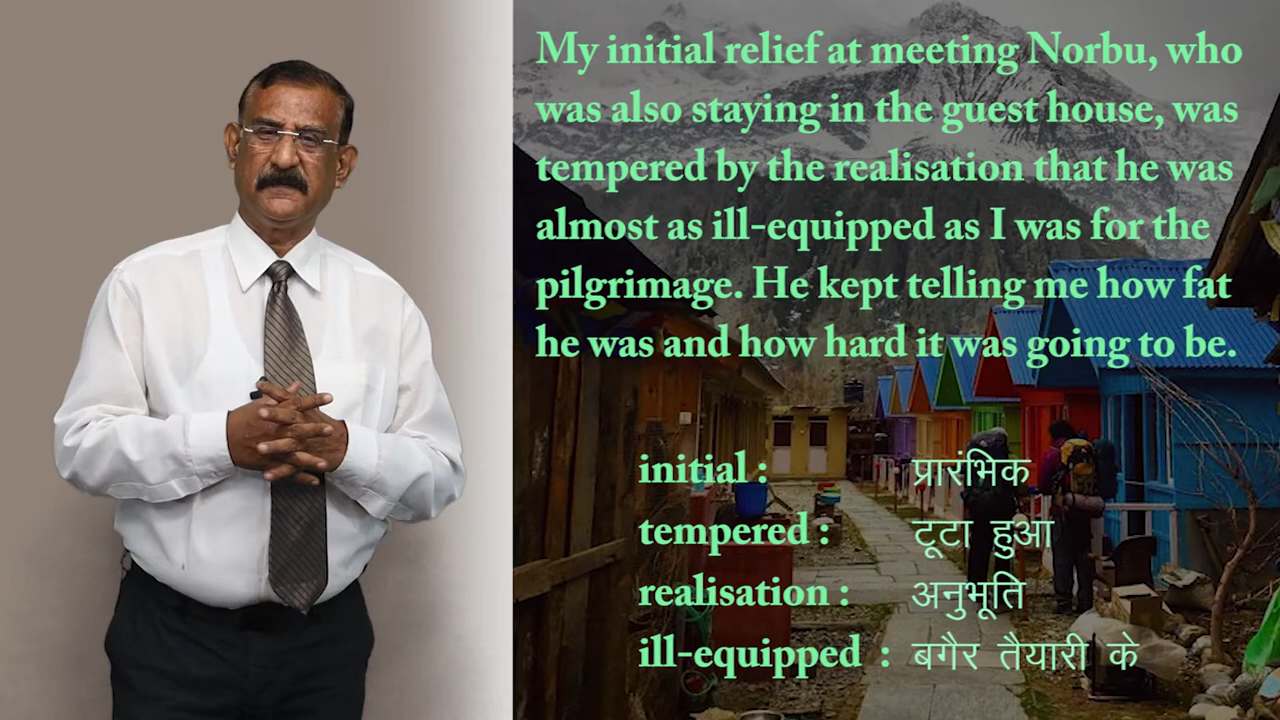 My initial relief at meeting Norbu, who
was also staying in the guest house, was
tempered by the realisation that he was
almost as ill-equipped as I was for the
pilgrimage. He kept telling me how fat
he was and how hard it was going to be.
initial : प्रारंभिक
tempered : टूटा हुआ
realisation : अनुभूति
ill-equipped : बगैर तैयारी के